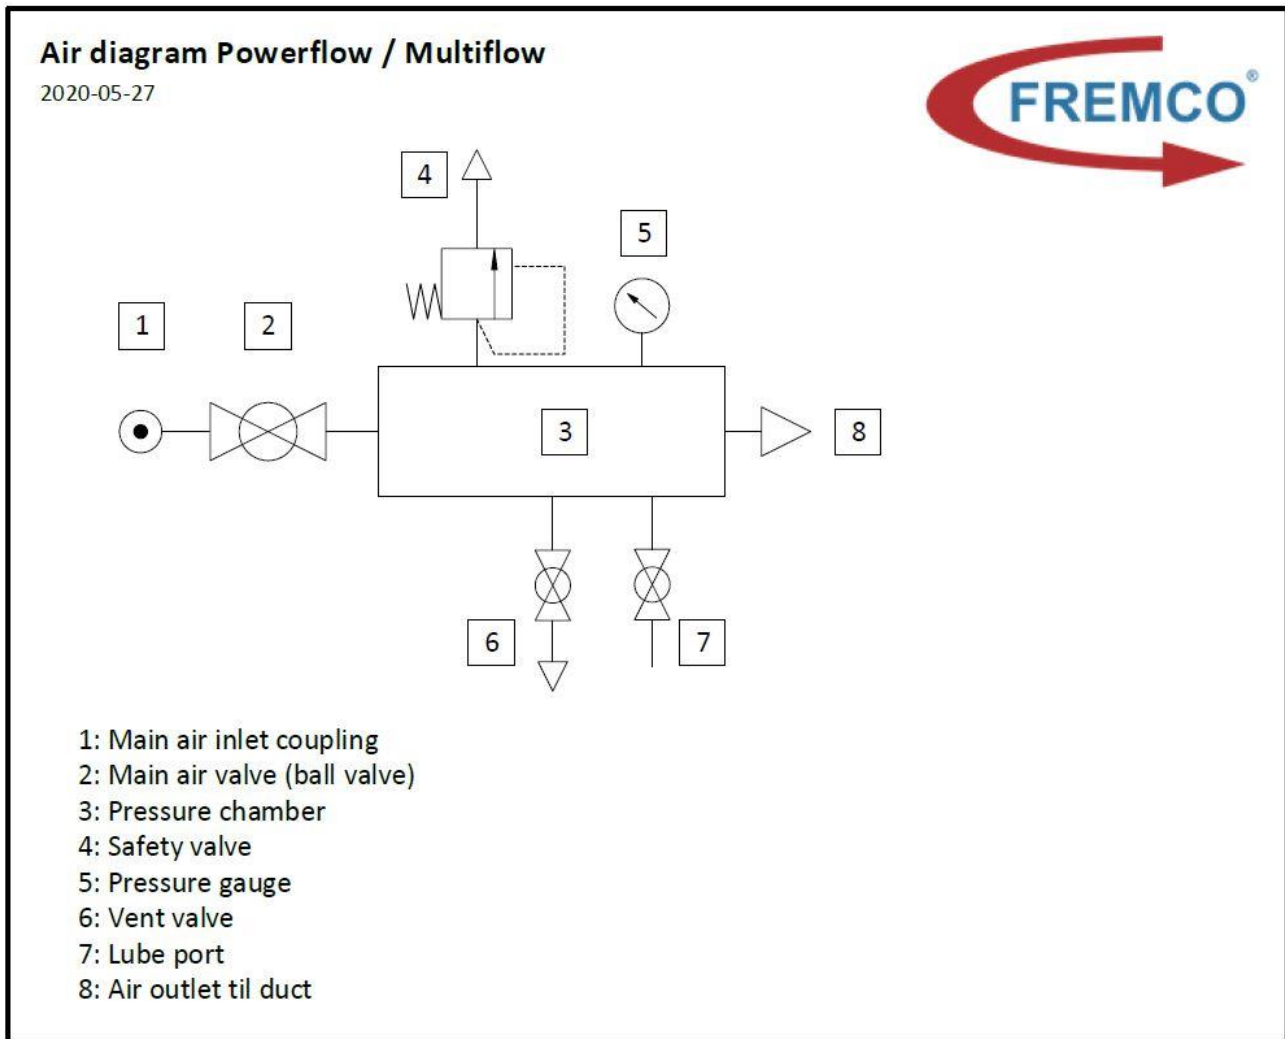 Air diagram Powerflow / Multiflow
2020-05-27
FREMCO®
4
5
1
2
3
8
6
7
1: Main air inlet coupling
2: Main air valve (ball valve)
3: Pressure chamber
4: Safety valve
5: Pressure gauge
6: Vent valve
7: Lube port
8: Air outlet til duct